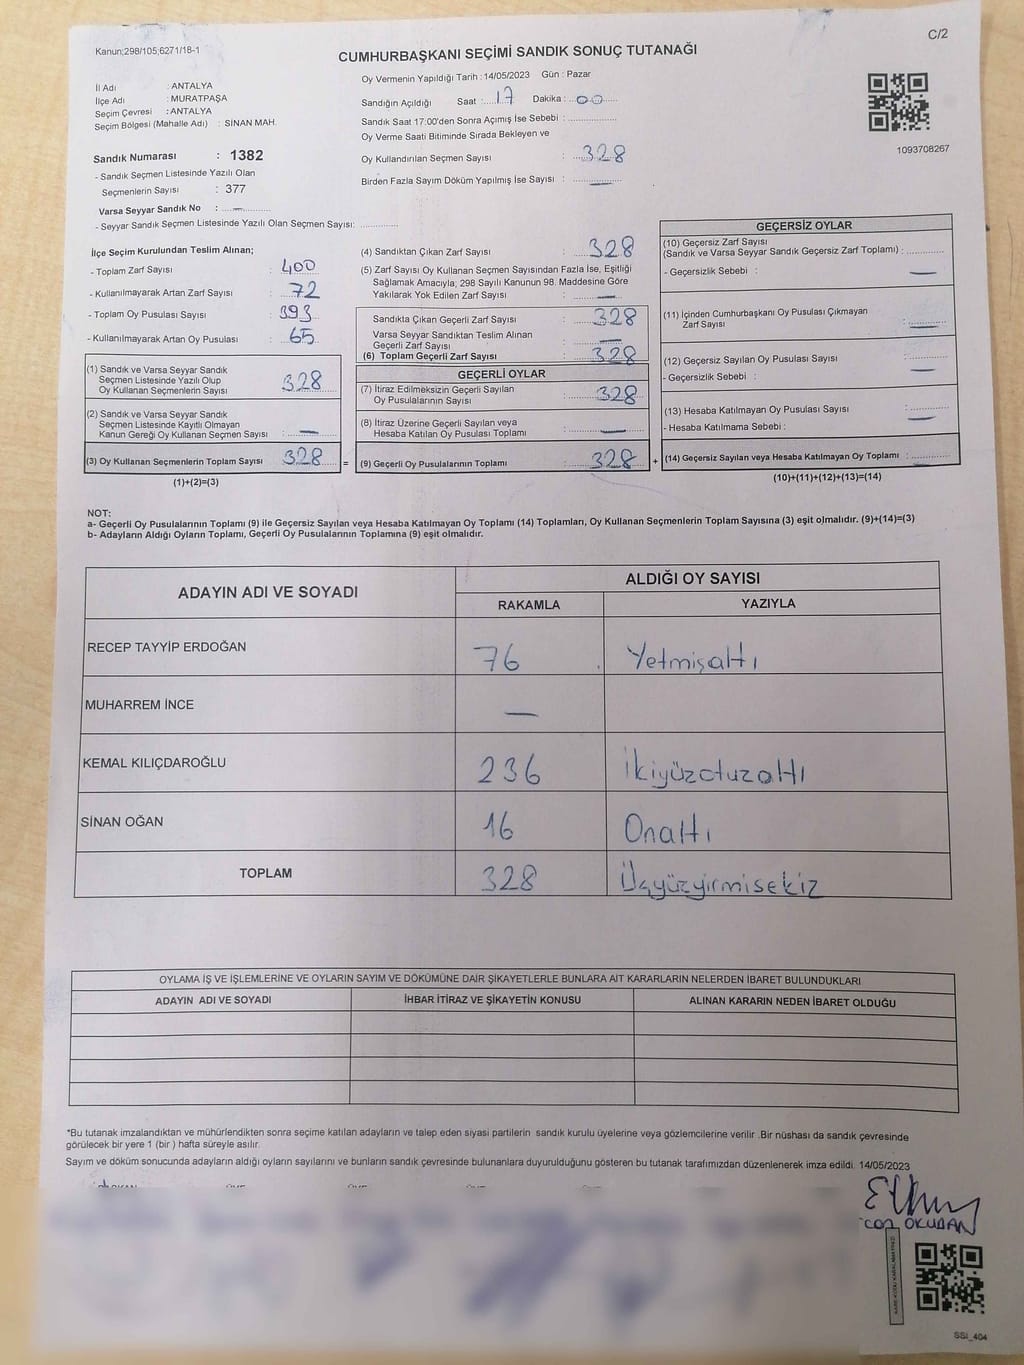 Kanun;298/105;6271/18-1
C/2
CUMHURBAŞKANI SEÇİMİ SANDIK SONUÇ TUTANAĞI
İl Adı : ANTALYA
İlçe Adı : MURATPAŞA
Seçim Çevresi : ANTALYA
Seçim Bölgesi (Mahalle Adı) : SİNAN MAH.
Sandık Numarası : 1382
- Sandık Seçmen Listesinde Yazılı Olan
Seçmenlerin Sayısı : 377
Varsa Seyyar Sandık No : –
- Seyyar Sandık Seçmen Listesinde Yazılı Olan Seçmen Sayısı:
Oy Vermenin Yapıldığı Tarih : 14/05/2023 Gün : Pazar
Sandığın Açıldığı Saat : 17 Dakika : 00
Sandık Saat 17:00'den Sonra Açımış İse Sebebi :
Oy Verme Saati Bitiminde Sırada Bekleyen ve
Oy Kullandırılan Seçmen Sayısı : 328
Birden Fazla Sayım Döküm Yapılmış İse Sayısı : –
1093708267
İlçe Seçim Kurulundan Teslim Alınan;
- Toplam Zarf Sayısı : 400
- Kullanılmayarak Artan Zarf Sayısı : 72
- Toplam Oy Pusulası Sayısı : 393
- Kullanılmayarak Artan Oy Pusulası : 65
(1) Sandık ve Varsa Seyyar Sandık
Seçmen Listesinde Yazılı Olup
Oy Kullanan Seçmenlerin Sayısı : 328
(2) Sandık ve Varsa Seyyar Sandık
Seçmen Listesinde Kayıtlı Olmayan
Kanun Gereği Oy Kullanan Seçmen Sayısı : –
(3) Oy Kullanan Seçmenlerin Toplam Sayısı : 328 =
(1)+(2)=(3)
(4) Sandıktan Çıkan Zarf Sayısı : 328
(5) Zarf Sayısı Oy Kullanan Seçmen Sayısından Fazla İse, Eşitliği
Sağlamak Amacıyla; 298 Sayılı Kanunun 98. Maddesine Göre
Yakılarak Yok Edilen Zarf Sayısı : –
Sandıkta Çıkan Geçerli Zarf Sayısı : 328
Varsa Seyyar Sandıktan Teslim Alınan
Geçerli Zarf Sayısı : –
(6) Toplam Geçerli Zarf Sayısı : 328
GEÇERLİ OYLAR
(7) İtiraz Edilmeksizin Geçerli Sayılan
Oy Pusulalarının Sayısı : 328
(8) İtiraz Üzerine Geçerli Sayılan veya
Hesaba Katılan Oy Pusulası Toplamı : –
(9) Geçerli Oy Pusulalarının Toplamı : 328 +
GEÇERSİZ OYLAR
(10) Geçersiz Zarf Sayısı
(Sandık ve Varsa Seyyar Sandık Geçersiz Zarf Toplamı) :
- Geçersizlik Sebebi : –
(11) İçinden Cumhurbaşkanı Oy Pusulası Çıkmayan
Zarf Sayısı : –
(12) Geçersiz Sayılan Oy Pusulası Sayısı : –
- Geçersizlik Sebebi :
(13) Hesaba Katılmayan Oy Pusulası Sayısı : –
- Hesaba Katılmama Sebebi :
(14) Geçersiz Sayılan veya Hesaba Katılmayan Oy Toplamı : –
(10)+(11)+(12)+(13)=(14)
NOT:
a- Geçerli Oy Pusulalarının Toplamı (9) ile Geçersiz Sayılan veya Hesaba Katılmayan Oy Toplamı (14) Toplamları, Oy Kullanan Seçmenlerin Toplam Sayısına (3) eşit olmalıdır. (9)+(14)=(3)
b- Adayların Aldığı Oyların Toplamı, Geçerli Oy Pusulalarının Toplamına (9) eşit olmalıdır.
ADAYIN ADI VE SOYADI
ALDIĞI OY SAYISI
RAKAMLA YAZIYLA
RECEP TAYYİP ERDOĞAN 76 Yetmişaltı
MUHARREM İNCE –
KEMAL KILIÇDAROĞLU 236 İkiyüzotuzaltı
SİNAN OĞAN 16 Onaltı
TOPLAM 328 Üçyüzyirmisekiz
OYLAMA İŞ VE İŞLEMLERİNE VE OYLARIN SAYIM VE DÖKÜMÜNE DAİR ŞİKAYETLERLE BUNLARA AİT KARARLARIN NELERDEN İBARET BULUNDUKLARI
ADAYIN ADI VE SOYADI İHBAR İTİRAZ VE ŞİKAYETİN KONUSU ALINAN KARARIN NEDEN İBARET OLDUĞU
*Bu tutanak imzalandıktan ve mühürlendikten sonra seçime katılan adayların ve talep eden siyasi partilerin sandık kurulu üyelerine veya gözlemcilerine verilir .Bir nüshası da sandık çevresinde
görülecek bir yere 1 (bir ) hafta süreyle asılır.
Sayım ve döküm sonucunda adayların aldığı oyların sayılarını ve bunların sandık çevresinde bulunanlara duyurulduğunu gösteren bu tutanak tarafımızdan düzenlenerek imza edildi. 14/05/2023
OKUDAN
SSI_404